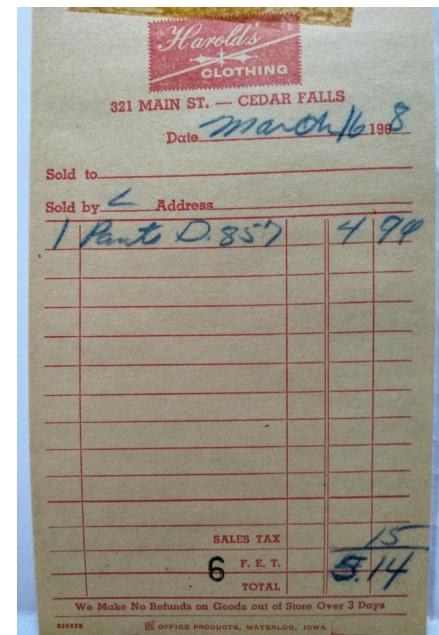 Harold's
CLOTHING
321 MAIN ST. — CEDAR FALLS
Date March 16 1968
Sold to
Sold by L Address
1 Pants D.857 4 99
SALES TAX 15
6 F. E. T.
TOTAL 5.14
We Make No Refunds on Goods out of Store Over 3 Days
OFFICE PRODUCTS, WATERLOO, IOWA